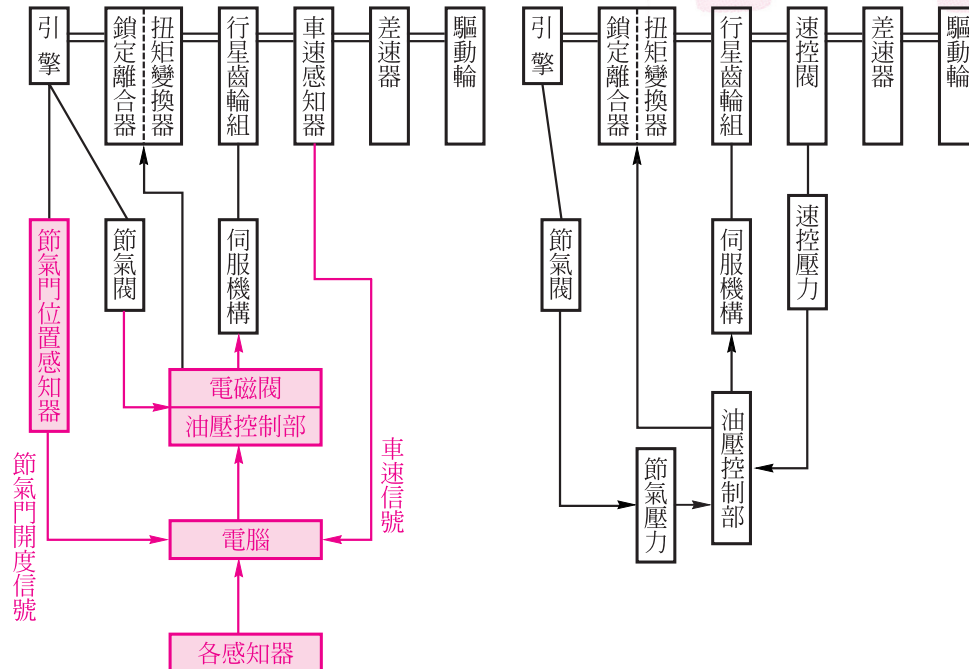 引擎
鎖定離合器
扭矩變換器
行星齒輪組
車速感知器
差速器
驅動輪
節氣門位置感知器
節氣閥
伺服機構
電磁閥
油壓控制部
車速信號
節氣門開度信號
電腦
各感知器
引擎
鎖定離合器
扭矩變換器
行星齒輪組
速控閥
差速器
驅動輪
節氣閥
伺服機構
速控壓力
油壓控制部
節氣壓力